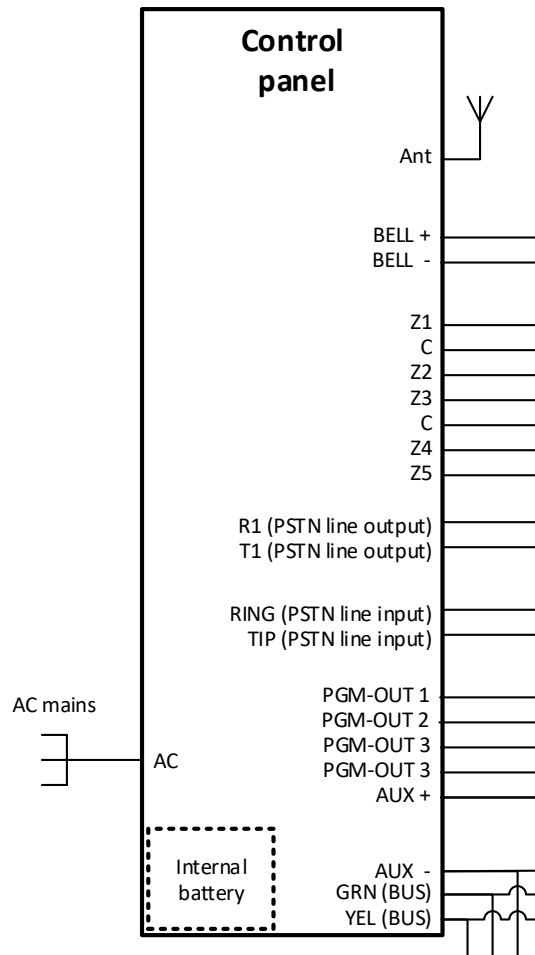 Control
panel
Ant
BELL +
BELL -
Z1
C
Z2
Z3
C
Z4
Z5
R1 (PSTN line output)
T1 (PSTN line output)
RING (PSTN line input)
TIP (PSTN line input)
PGM-OUT 1
AC mains
PGM-OUT 2
PGM-OUT 3
AC
PGM-OUT 3
AUX +
Internal
battery
AUX -
GRN (BUS)
YEL (BUS)